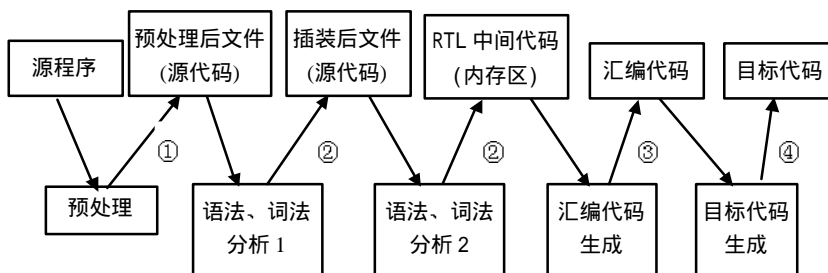 源程序
预处理后文件
(源代码)
插装后文件
(源代码)
RTL 中间代码
(内存区)
汇编代码
目标代码
①
②
②
③
④
预处理
语法、词法
分析 1
语法、词法
分析 2
汇编代码
生成
目标代码
生成